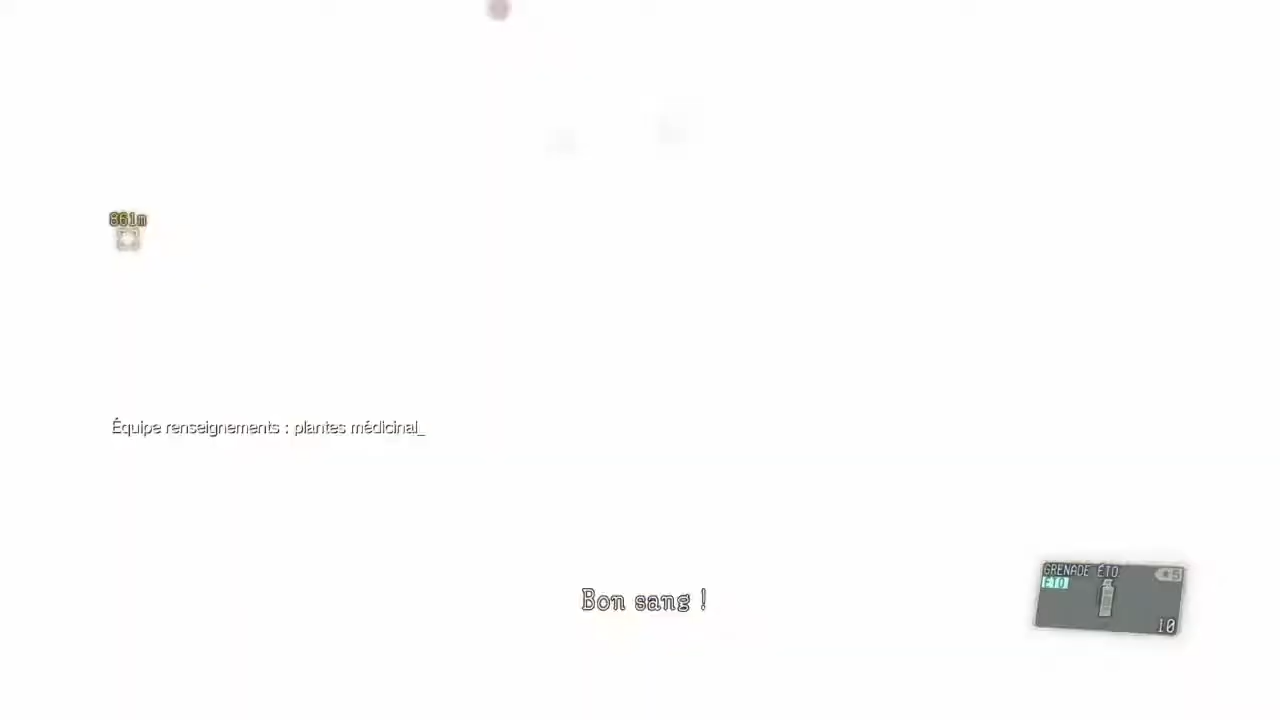 861m
Équipe renseignements : plantes médicinal_
Bon sang !
GRENADE ÉTO
5
ÉTO
10